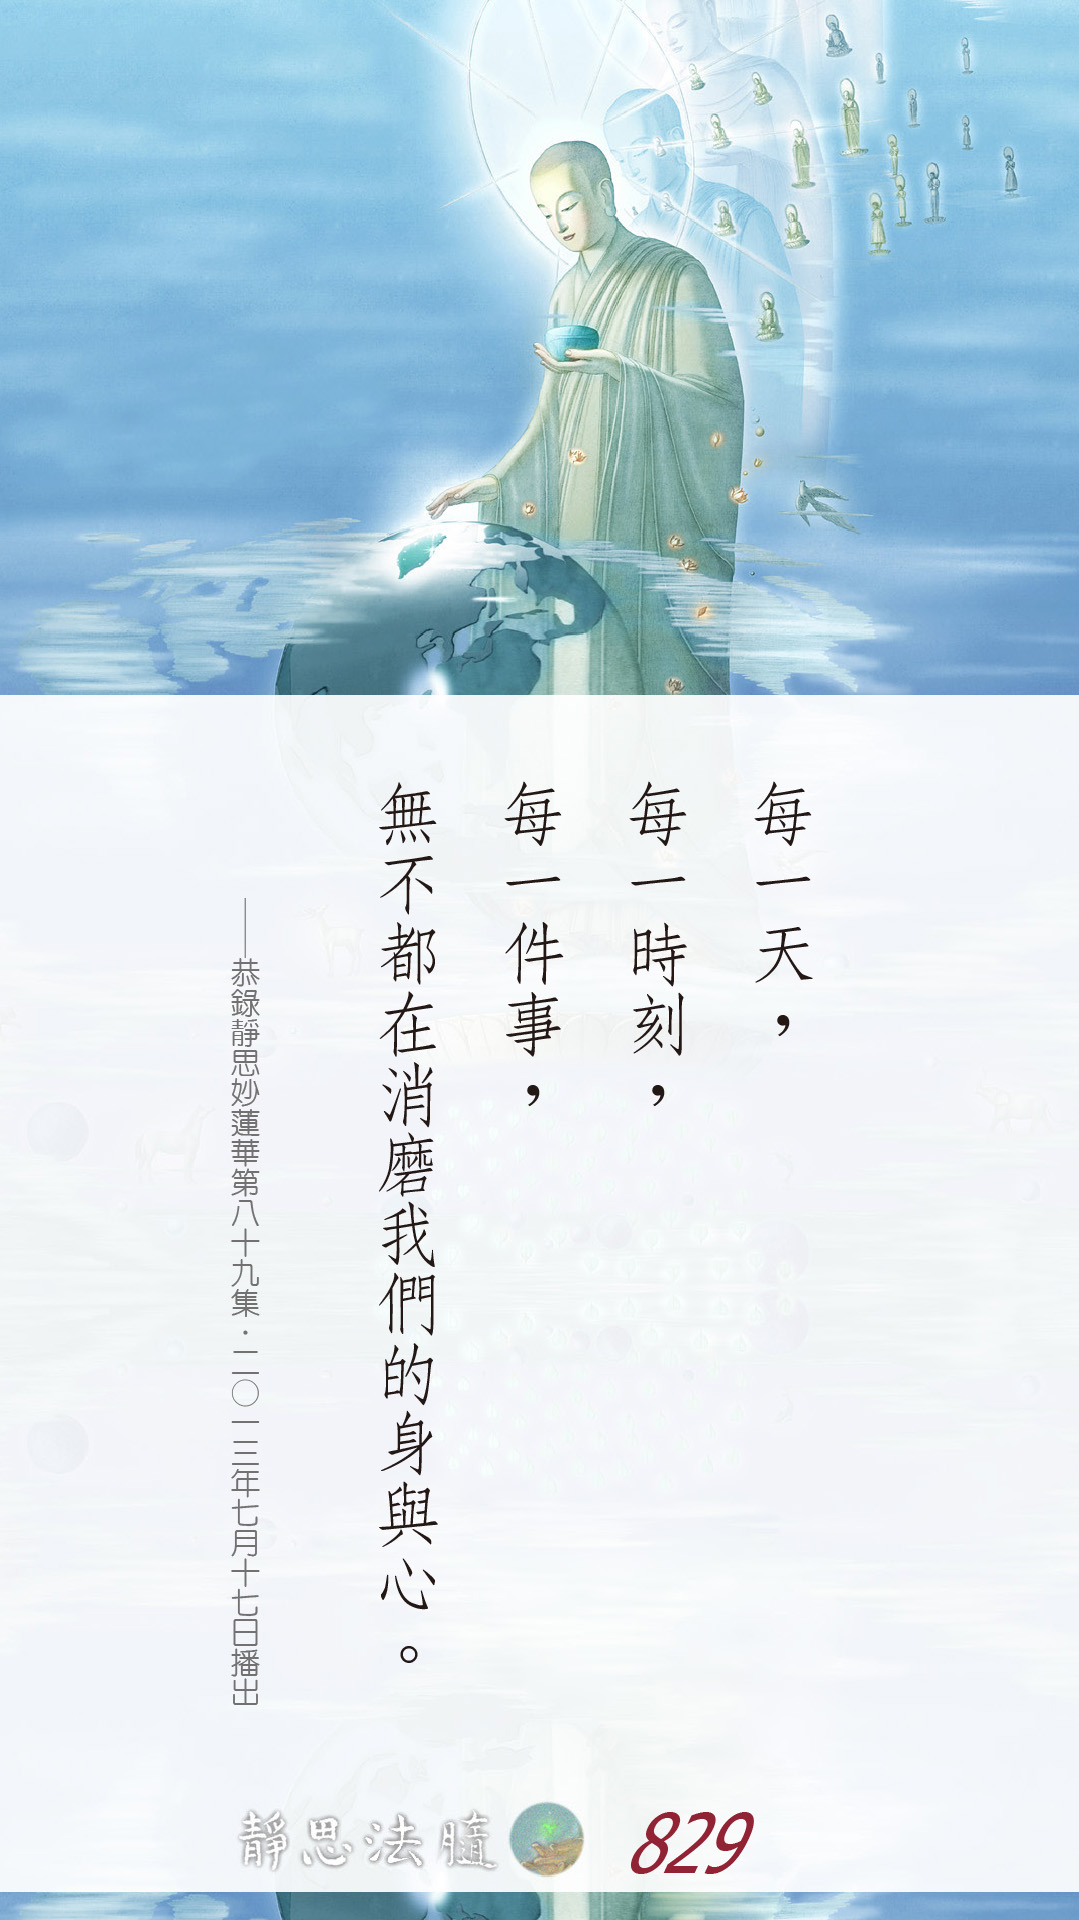 每一天，
每一時刻，
每一件事，
無不都在消磨我們的身與心。
——恭錄靜思妙蓮華第八十九集．二〇一三年七月十七日播出
靜思法髓
829